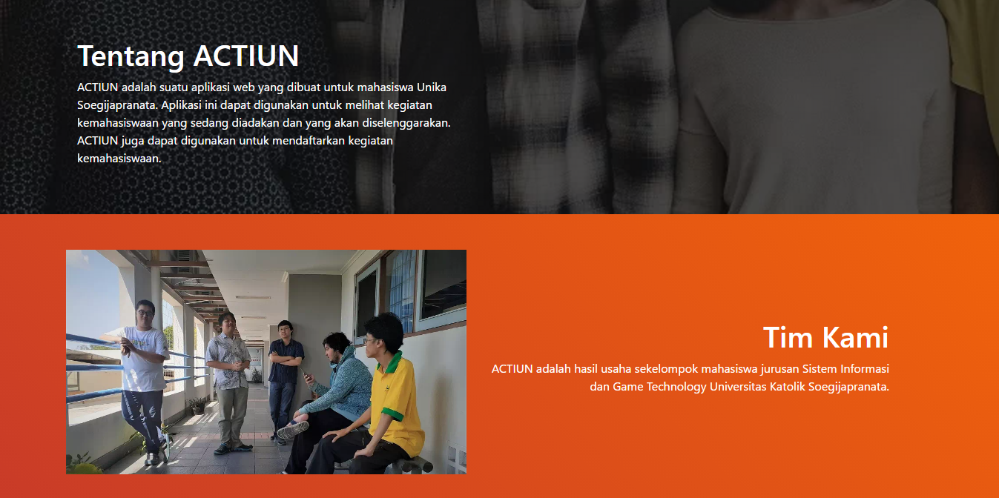 Tentang ACTIUN
ACTIUN adalah suatu aplikasi web yang dibuat untuk mahasiswa Unika
Soegijapranata. Aplikasi ini dapat digunakan untuk melihat kegiatan
kemahasiswaan yang sedang diadakan dan yang akan diselenggarakan.
ACTIUN juga dapat digunakan untuk mendaftarkan kegiatan
kemahasiswaan.
Tim Kami
ACTIUN adalah hasil usaha sekelompok mahasiswa jurusan Sistem Informasi
dan Game Technology Universitas Katolik Soegijapranata.